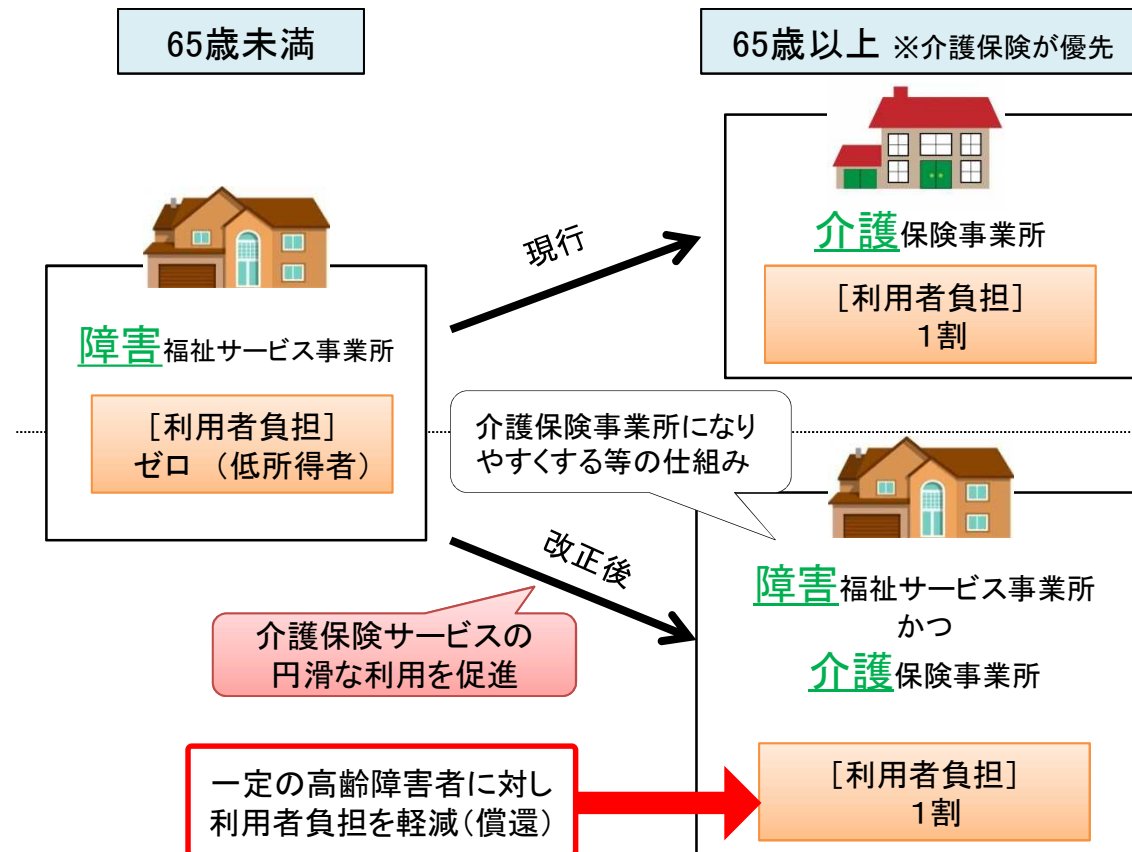 65歳未満
65歳以上 ※介護保険が優先
現行
介護保険事業所
[利用者負担]
1割
障害福祉サービス事業所
[利用者負担]
ゼロ (低所得者)
介護保険事業所になり
やすくする等の仕組み
改正後
介護保険サービスの
円滑な利用を促進
障害福祉サービス事業所
かつ
介護保険事業所
一定の高齢障害者に対し
利用者負担を軽減(償還)
[利用者負担]
1割